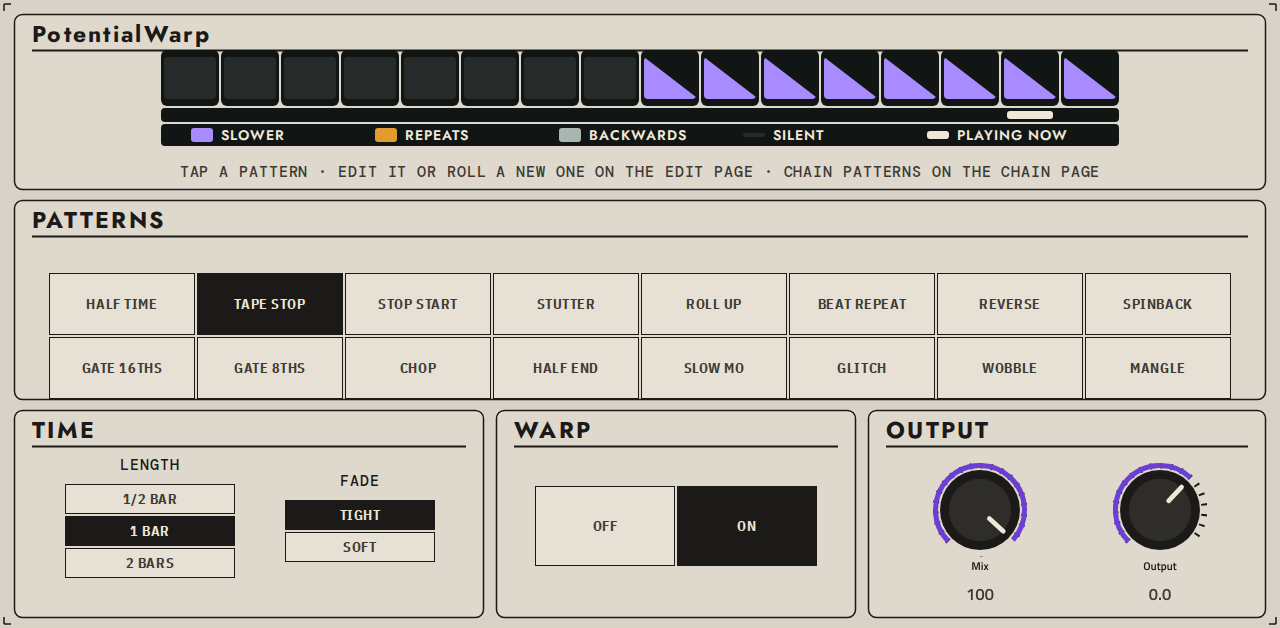 PotentialWarp
SLOWER REPEATS BACKWARDS SILENT PLAYING NOW
TAP A PATTERN · EDIT IT OR ROLL A NEW ONE ON THE EDIT PAGE · CHAIN PATTERNS ON THE CHAIN PAGE
PATTERNS
HALF TIME TAPE STOP STOP START STUTTER ROLL UP BEAT REPEAT REVERSE SPINBACK
GATE 16THS GATE 8THS CHOP HALF END SLOW MO GLITCH WOBBLE MANGLE
TIME
LENGTH
1/2 BAR
1 BAR
2 BARS
FADE
TIGHT
SOFT
WARP
OFF ON
OUTPUT
Mix Output
100 0.0